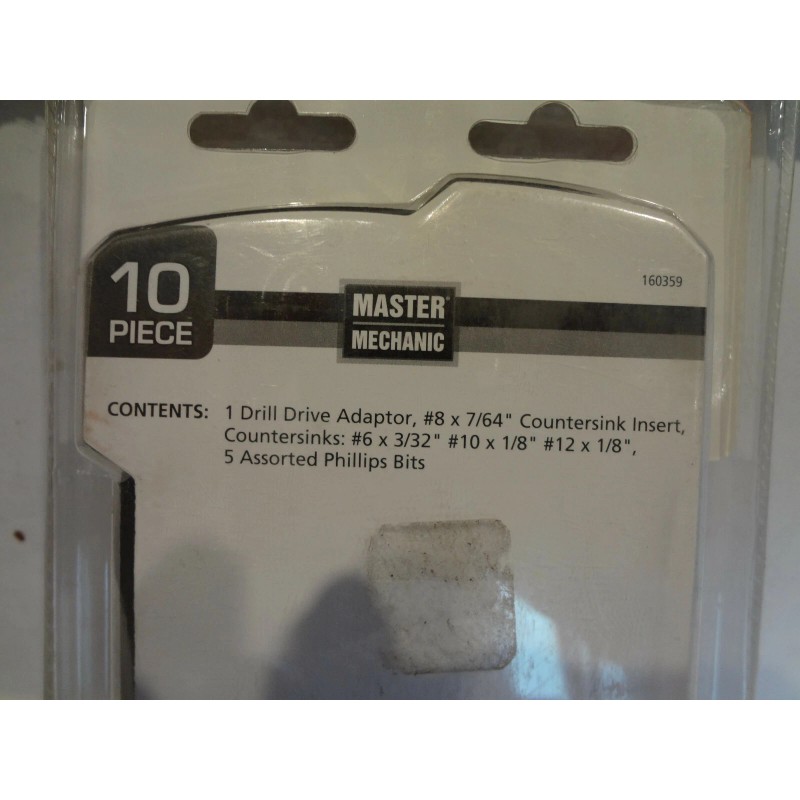 10
PIECE
MASTER
MECHANIC
160359
CONTENTS: 1 Drill Drive Adaptor, #8 x 7/64" Countersink Insert,
Countersinks: #6 x 3/32" #10 x 1/8" #12 x 1/8",
5 Assorted Phillips Bits